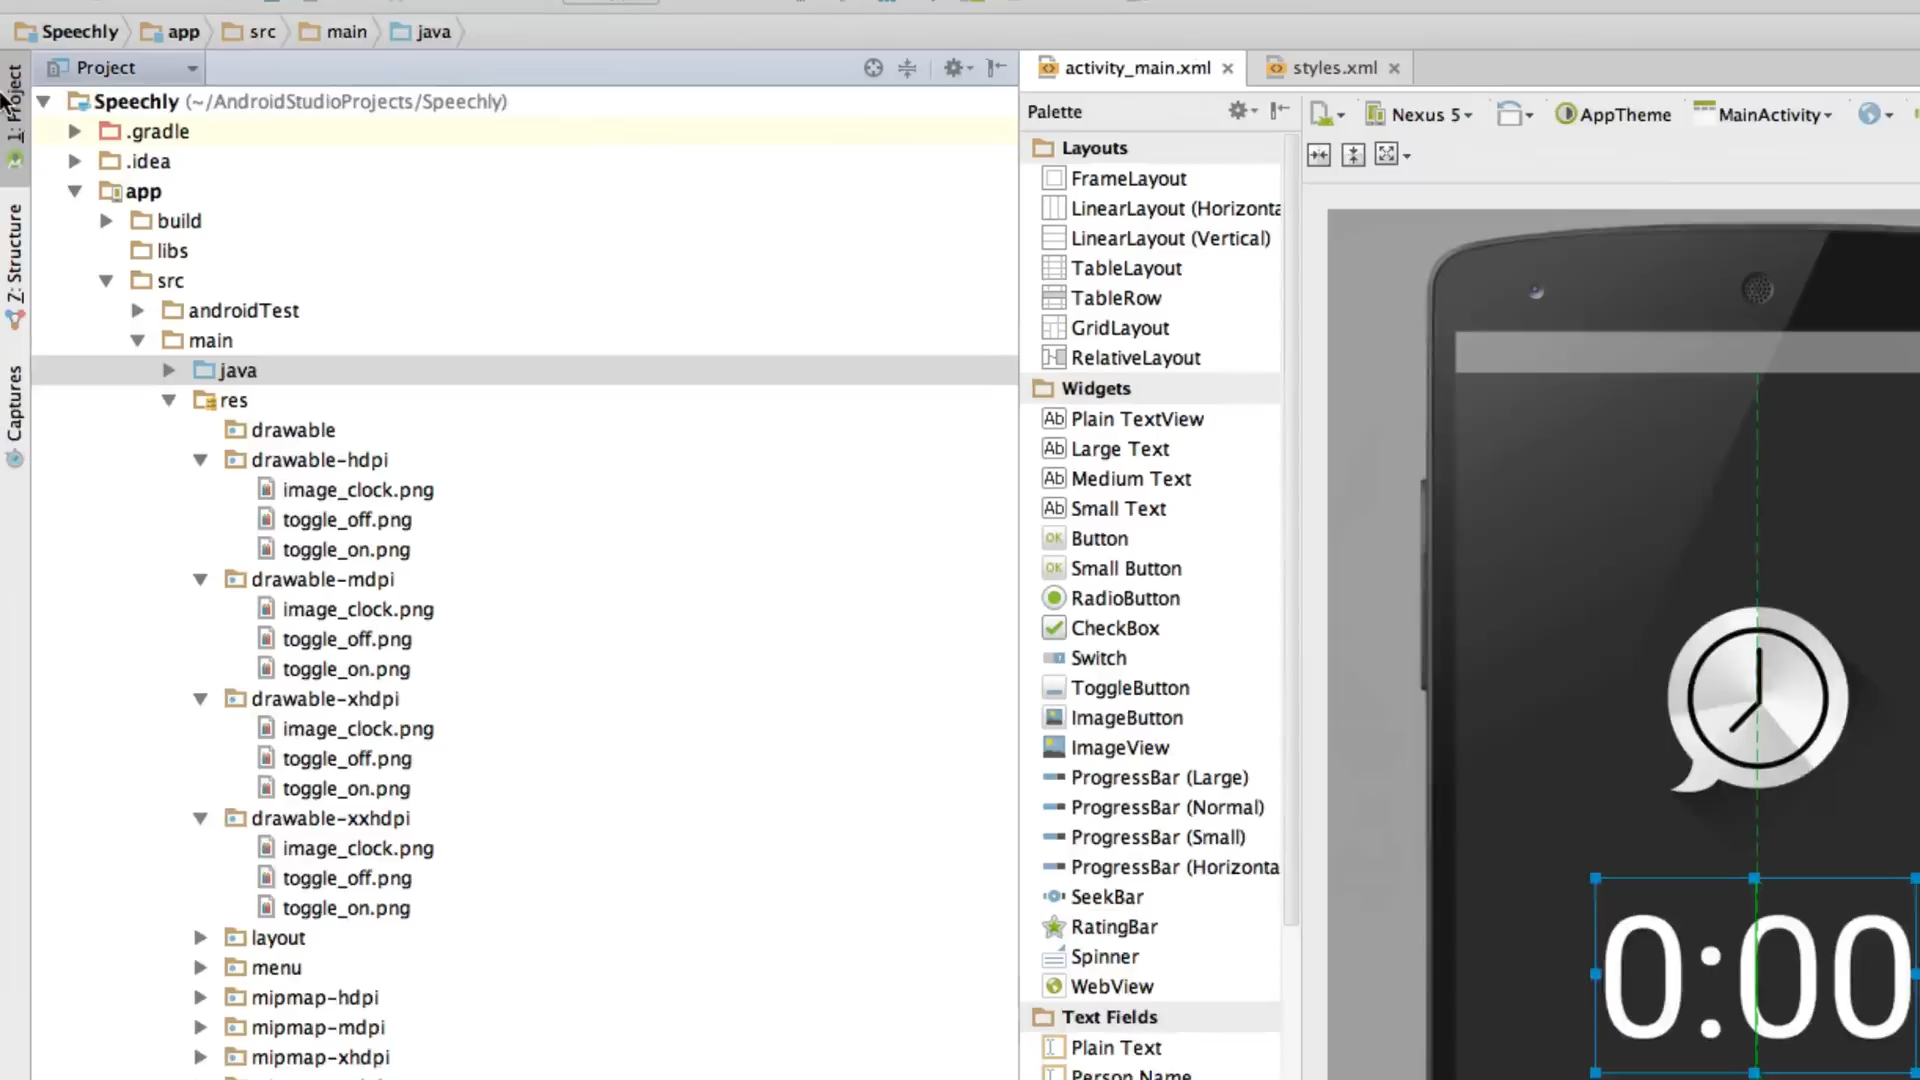 Speechly app src main java
1: Project
Z: Structure
Captures
Project
Speechly (~/AndroidStudioProjects/Speechly)
.gradle
.idea
app
build
libs
src
androidTest
main
java
res
drawable
drawable-hdpi
image_clock.png
toggle_off.png
toggle_on.png
drawable-mdpi
image_clock.png
toggle_off.png
toggle_on.png
drawable-xhdpi
image_clock.png
toggle_off.png
toggle_on.png
drawable-xxhdpi
image_clock.png
toggle_off.png
toggle_on.png
layout
menu
mipmap-hdpi
mipmap-mdpi
mipmap-xhdpi
activity_main.xml styles.xml
Palette
Layouts
FrameLayout
LinearLayout (Horizonta
LinearLayout (Vertical)
TableLayout
TableRow
GridLayout
RelativeLayout
Widgets
Ab Plain TextView
Ab Large Text
Ab Medium Text
Ab Small Text
OK Button
OK Small Button
RadioButton
CheckBox
Switch
ToggleButton
ImageButton
ImageView
ProgressBar (Large)
ProgressBar (Normal)
ProgressBar (Small)
ProgressBar (Horizonta
SeekBar
RatingBar
Spinner
WebView
Text Fields
Plain Text
Person Name
Nexus 5 AppTheme MainActivity
0:00